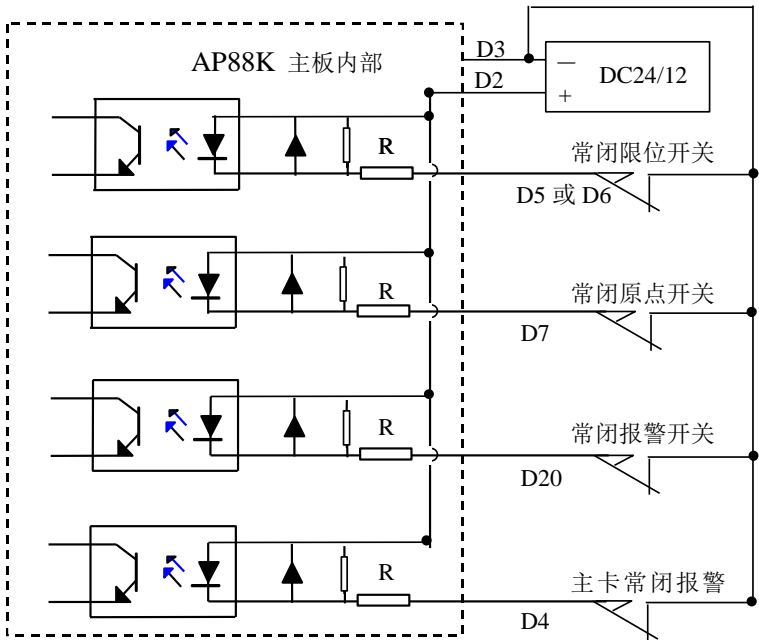 AP88K 主板内部
D3
D2
—
DC24/12
+
R
常闭限位开关
D5 或 D6
R
常闭原点开关
D7
R
常闭报警开关
D20
R
主卡常闭报警
D4